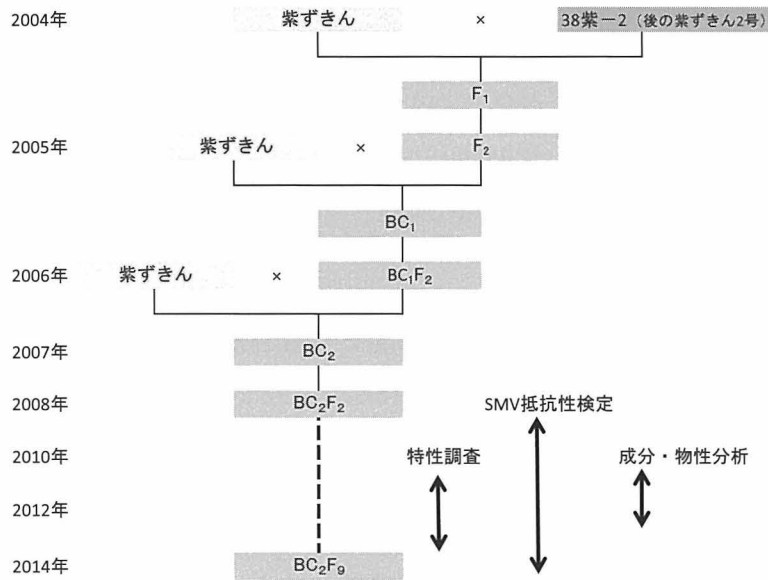 2004年 紫ずきん × 38紫－2（後の紫ずきん2号）
F₁
2005年 紫ずきん × F₂
BC₁
2006年 紫ずきん × BC₁F₂
2007年 BC₂
2008年 BC₂F₂ SMV抵抗性検定
2010年 特性調査 成分・物性分析
2012年
2014年 BC₂F₉